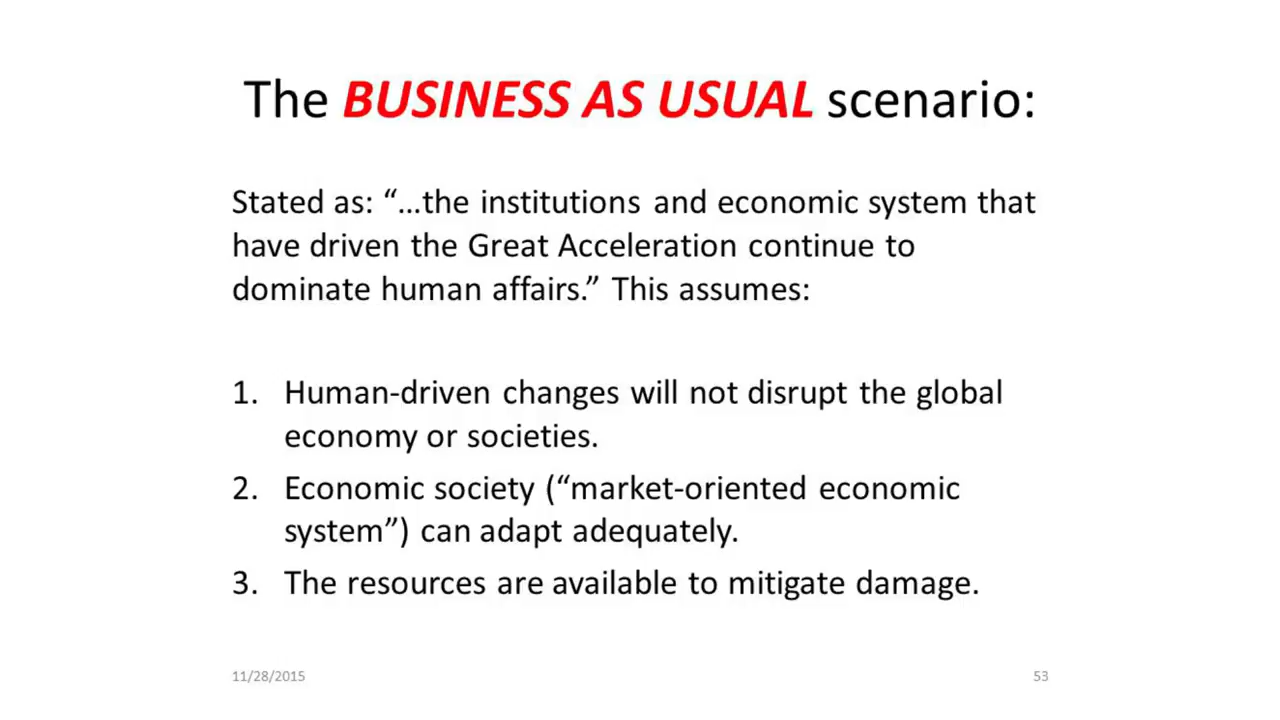 The BUSINESS AS USUAL scenario:
Stated as: “…the institutions and economic system that
have driven the Great Acceleration continue to
dominate human affairs.” This assumes:
1. Human-driven changes will not disrupt the global
economy or societies.
2. Economic society (“market-oriented economic
system”) can adapt adequately.
3. The resources are available to mitigate damage.
11/28/2015
53